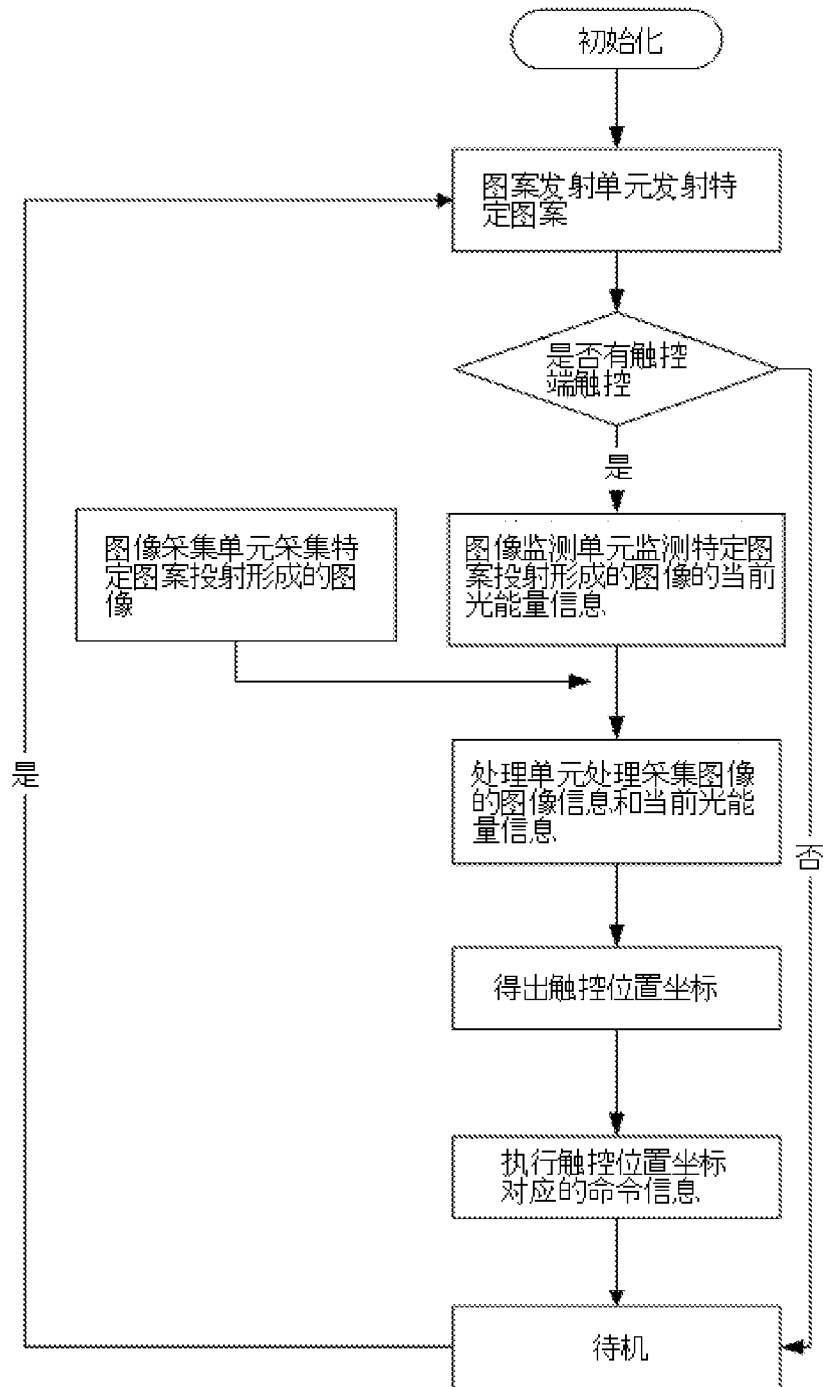 初始化
图案发射单元发射特
定图案
是否有触控
端触控
是
图像采集单元采集特
定图案投射形成的图
像
图像监测单元监测特定图
案投射形成的图像的当前
光能量信息
是
处理单元处理采集图像
的图像信息和当前光能
量信息
否
得出触控位置坐标
执行触控位置坐标
对应的命令信息
待机